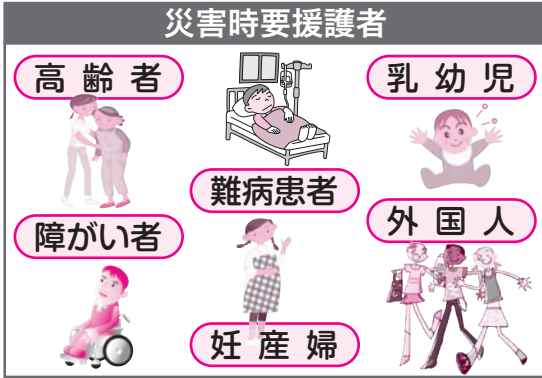 災害時要援護者
高齢者
乳幼児
難病患者
障がい者
外国人
妊産婦